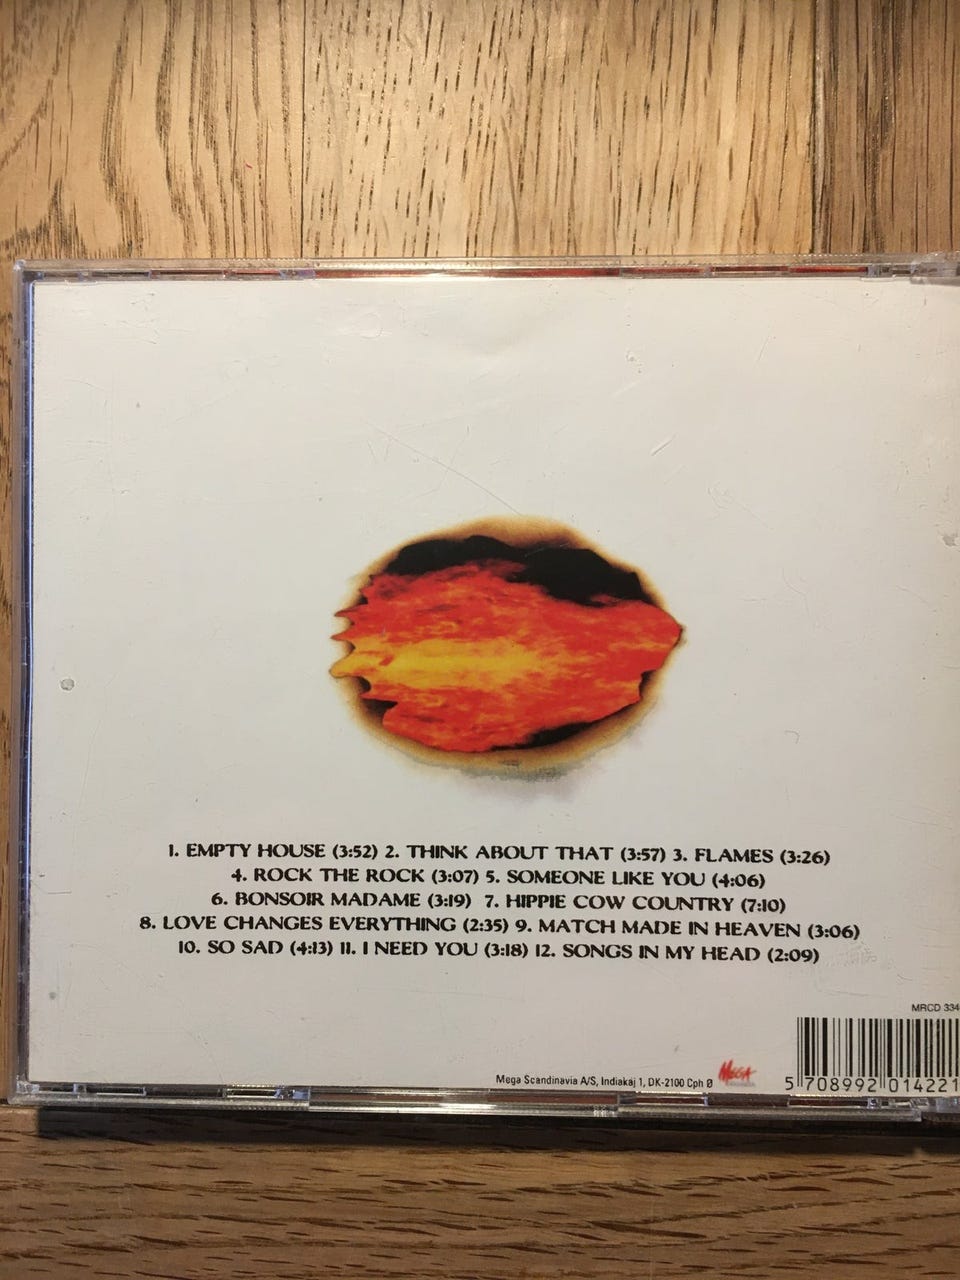 1. EMPTY HOUSE (3:52) 2. THINK ABOUT THAT (3:57) 3. FLAMES (3:26)
4. ROCK THE ROCK (3:07) 5. SOMEONE LIKE YOU (4:06)
6. BONSOIR MADAME (3:19) 7. HIPPIE COW COUNTRY (7:10)
8. LOVE CHANGES EVERYTHING (2:35) 9. MATCH MADE IN HEAVEN (3:06)
10. SO SAD (4:13) 11. I NEED YOU (3:18) 12. SONGS IN MY HEAD (2:09)
MRCD 334
Mega Scandinavia A/S, Indiakaj 1, DK-2100 Cph Ø
MEGA
5 708992 014221